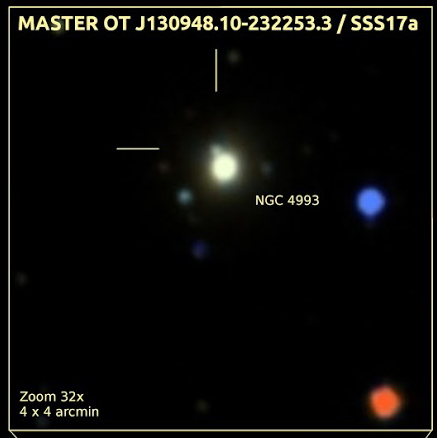 MASTER OT J130948.10-232253.3 / SSS17a
NGC 4993
Zoom 32x
4 x 4 arcmin